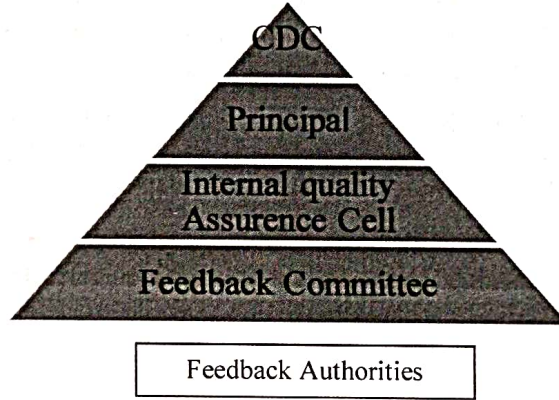 CDC
Principal
Internal quality
Assurence Cell
Feedback Committee
Feedback Authorities